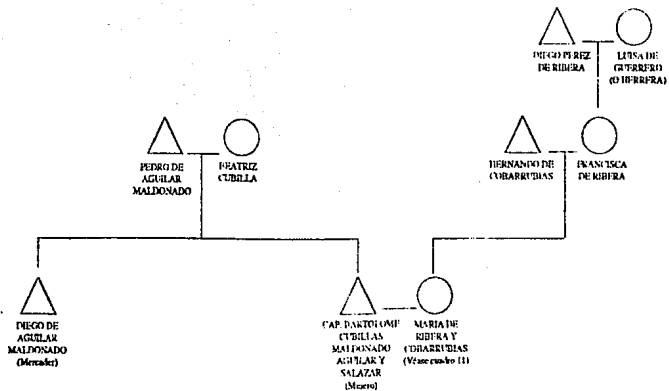 DIEGO PEREZ
DE RIBERA
LUISA DE
GUERRERO
(O HERRERA)
PEDRO DE
AGUILAR
MALDONADO
BEATRIZ
CUBILLA
HERNANDO DE
COBARRUBIAS
FRANCISCA
DE RIBERA
DIEGO DE
AGUILAR
MALDONADO
(Mercader)
CAP. BARTOLOME
CUBILLAS
MALDONADO
AGUILAR Y
SALAZAR
(Minero)
MARIA DE
RIBERA Y
COBARRUBIAS
(Véase cuadro 11)